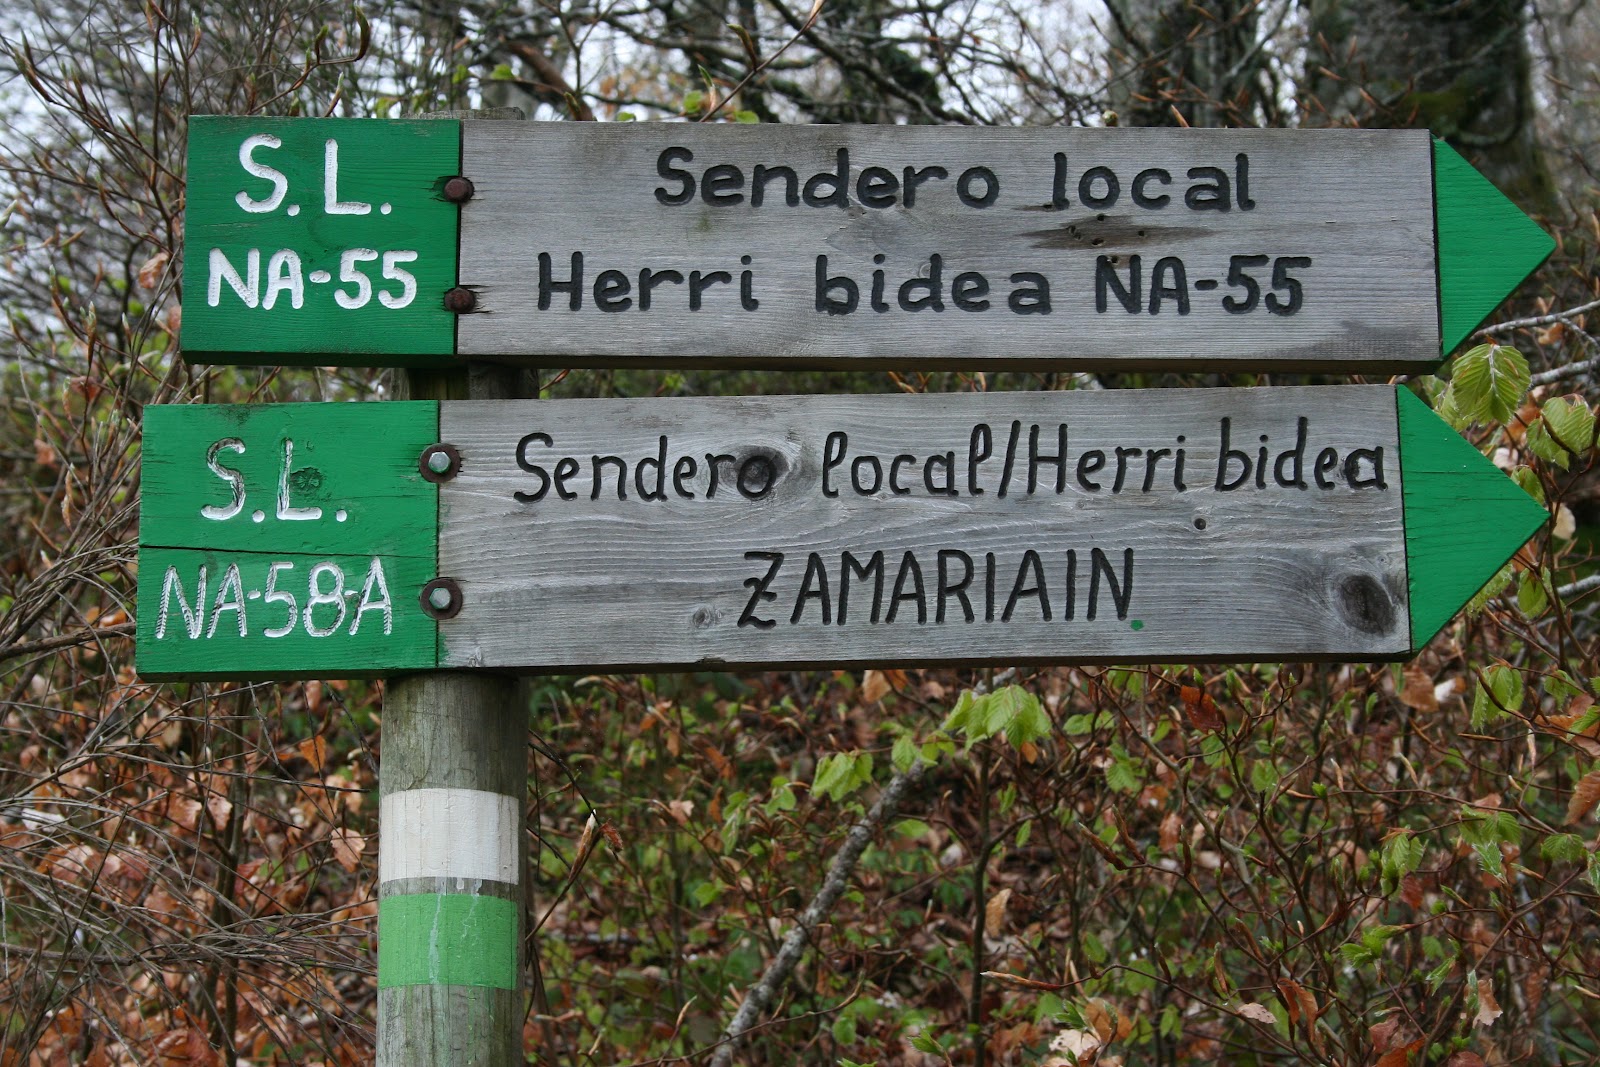 S.L.
NA-55
Sendero local
Herri bidea NA-55
S.L.
NA-58-A
Sendero local/Herri bidea
ZAMARIAIN